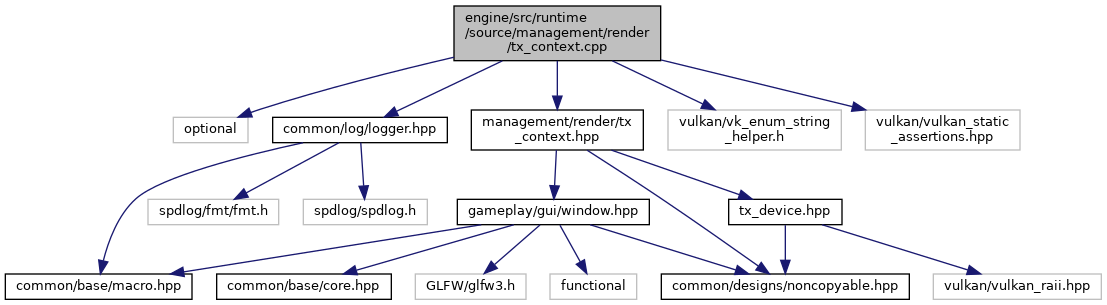 engine/src/runtime
/source/management/render
/tx_context.cpp
optional
common/log/logger.hpp
management/render/tx
_context.hpp
vulkan/vk_enum_string
_helper.h
vulkan/vulkan_static
_assertions.hpp
spdlog/fmt/fmt.h
spdlog/spdlog.h
gameplay/gui/window.hpp
tx_device.hpp
common/base/macro.hpp
common/base/core.hpp
GLFW/glfw3.h
functional
common/designs/noncopyable.hpp
vulkan/vulkan_raii.hpp